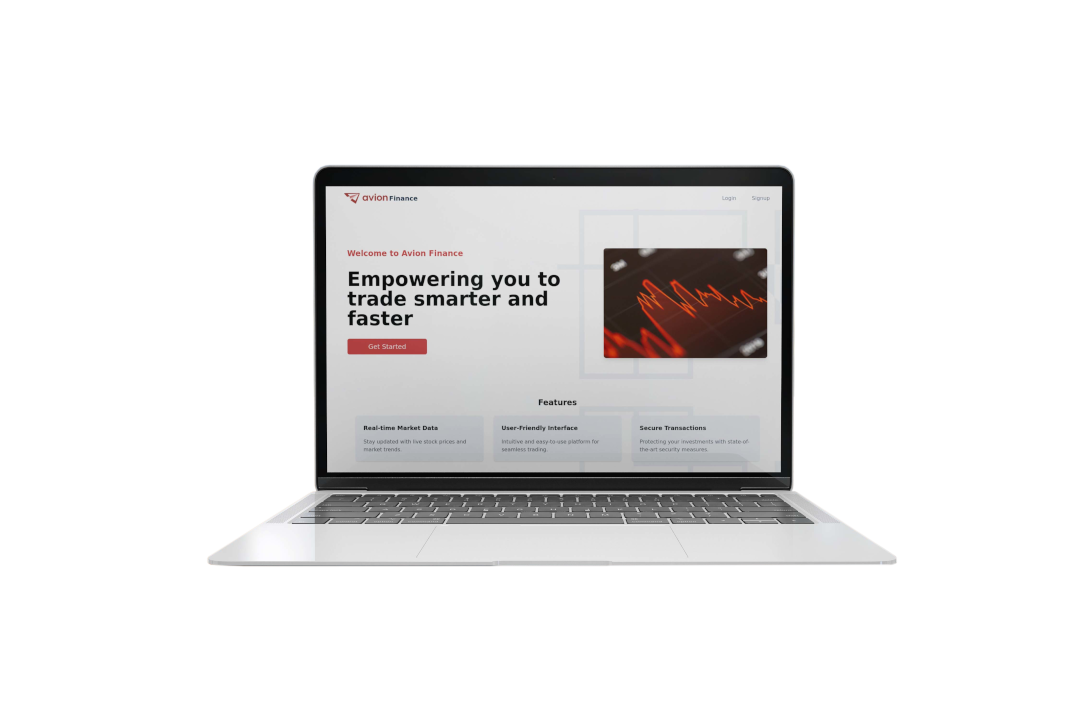 avion Finance
Login Signup
Welcome to Avion Finance
Empowering you to
trade smarter and
faster
Get Started
Features
Real-time Market Data
Stay updated with live stock prices and
market trends.
User-Friendly Interface
Intuitive and easy-to-use platform for
seamless trading.
Secure Transactions
Protecting your investments with state-of-
the-art security measures.